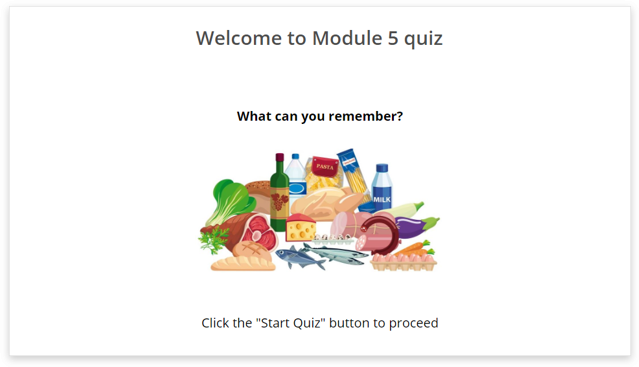 Welcome to Module 5 quiz
What can you remember?
PASTA
MILK
Click the "Start Quiz" button to proceed